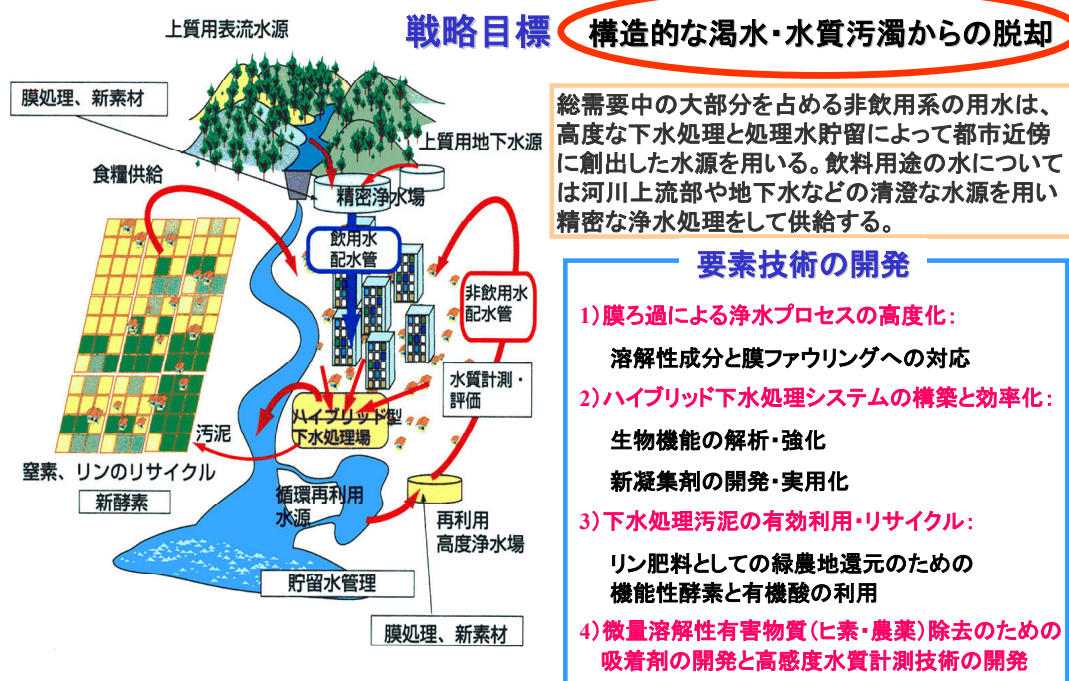 戦略目標
構造的な渇水・水質汚濁からの脱却
総需要中の大部分を占める非飲用系の用水は、
高度な下水処理と処理水貯留によって都市近傍
に創出した水源を用いる。飲料用途の水について
は河川上流部や地下水などの清澄な水源を用い
精密な浄水処理をして供給する。
上質用表流水源
膜処理、新素材
上質用地下水源
食糧供給
精密浄水場
飲用水
配水管
非飲用水
配水管
水質計測・
評価
ハイブリッド型
下水処理場
汚泥
窒素、リンのリサイクル
新酵素
循環再利用
水源
再利用
高度浄水場
貯留水管理
膜処理、新素材
要素技術の開発
1)膜ろ過による浄水プロセスの高度化:
溶解性成分と膜ファウリングへの対応
2)ハイブリッド下水処理システムの構築と効率化:
生物機能の解析・強化
新凝集剤の開発・実用化
3)下水処理汚泥の有効利用・リサイクル:
リン肥料としての緑農地還元のための
機能性酵素と有機酸の利用
4)微量溶解性有害物質(ヒ素・農薬)除去のための
吸着剤の開発と高感度水質計測技術の開発